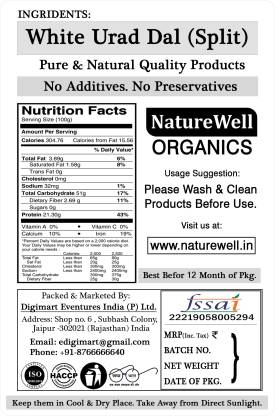 INGRIDENTS:
White Urad Dal (Split)
Pure & Natural Quality Products
No Additives. No Preservatives
Nutrition Facts
Serving Size (100g)
Amount Per Serving
Calories 304.76 Calories from Fat 15.56
% Daily Value*
Total Fat 3.69g 6%
Saturated Fat 1.58g 8%
Trans Fat 0g
Cholesterol 0mg
Sodium 32mg 1%
Total Carbohydrate 51g 17%
Dietary Fiber 2.69 g 11%
Sugars 0g
Protein 21.30g 43%
Vitamin A 0% • Vitamin C 0%
Calcium 10% • Iron 19%
*Percent Daily Values are based on a 2,000 calorie diet.
Your Daily Values may be higher or lower depending on
your calorie needs :
Calories 2,000 2,500
Total Fat Less than 65g 80g
Sat Fat Less than 20g 25g
Cholesterol Less than 300mg 300mg
Sodium Less than 2400mg 2400mg
Total Carbohydrate 300mg 375g
Dietary Fiber 25g 30g
NatureWell
ORGANICS
Usage Suggestion:
Please Wash & Clean
Products Before Use.
Visit us at:
www.naturewell.in
Best Befor 12 Month of Pkg.
Packed & Marketed By:
Digimart Eventures India (P) Ltd.
Address: Shop no. 6 , Subhash Colony,
Jaipur -302021 (Rajasthan) India
Email: edigimart@gmail.com
Phone: +91-8766666640
ISO
HACCP
fssai
22219058005294
MRP(Inc. Tax) ₹
BATCH NO.
NET WEIGHT
DATE OF PKG.
Keep them in Cool & Dry Place. Take Away from Direct Sunlight.